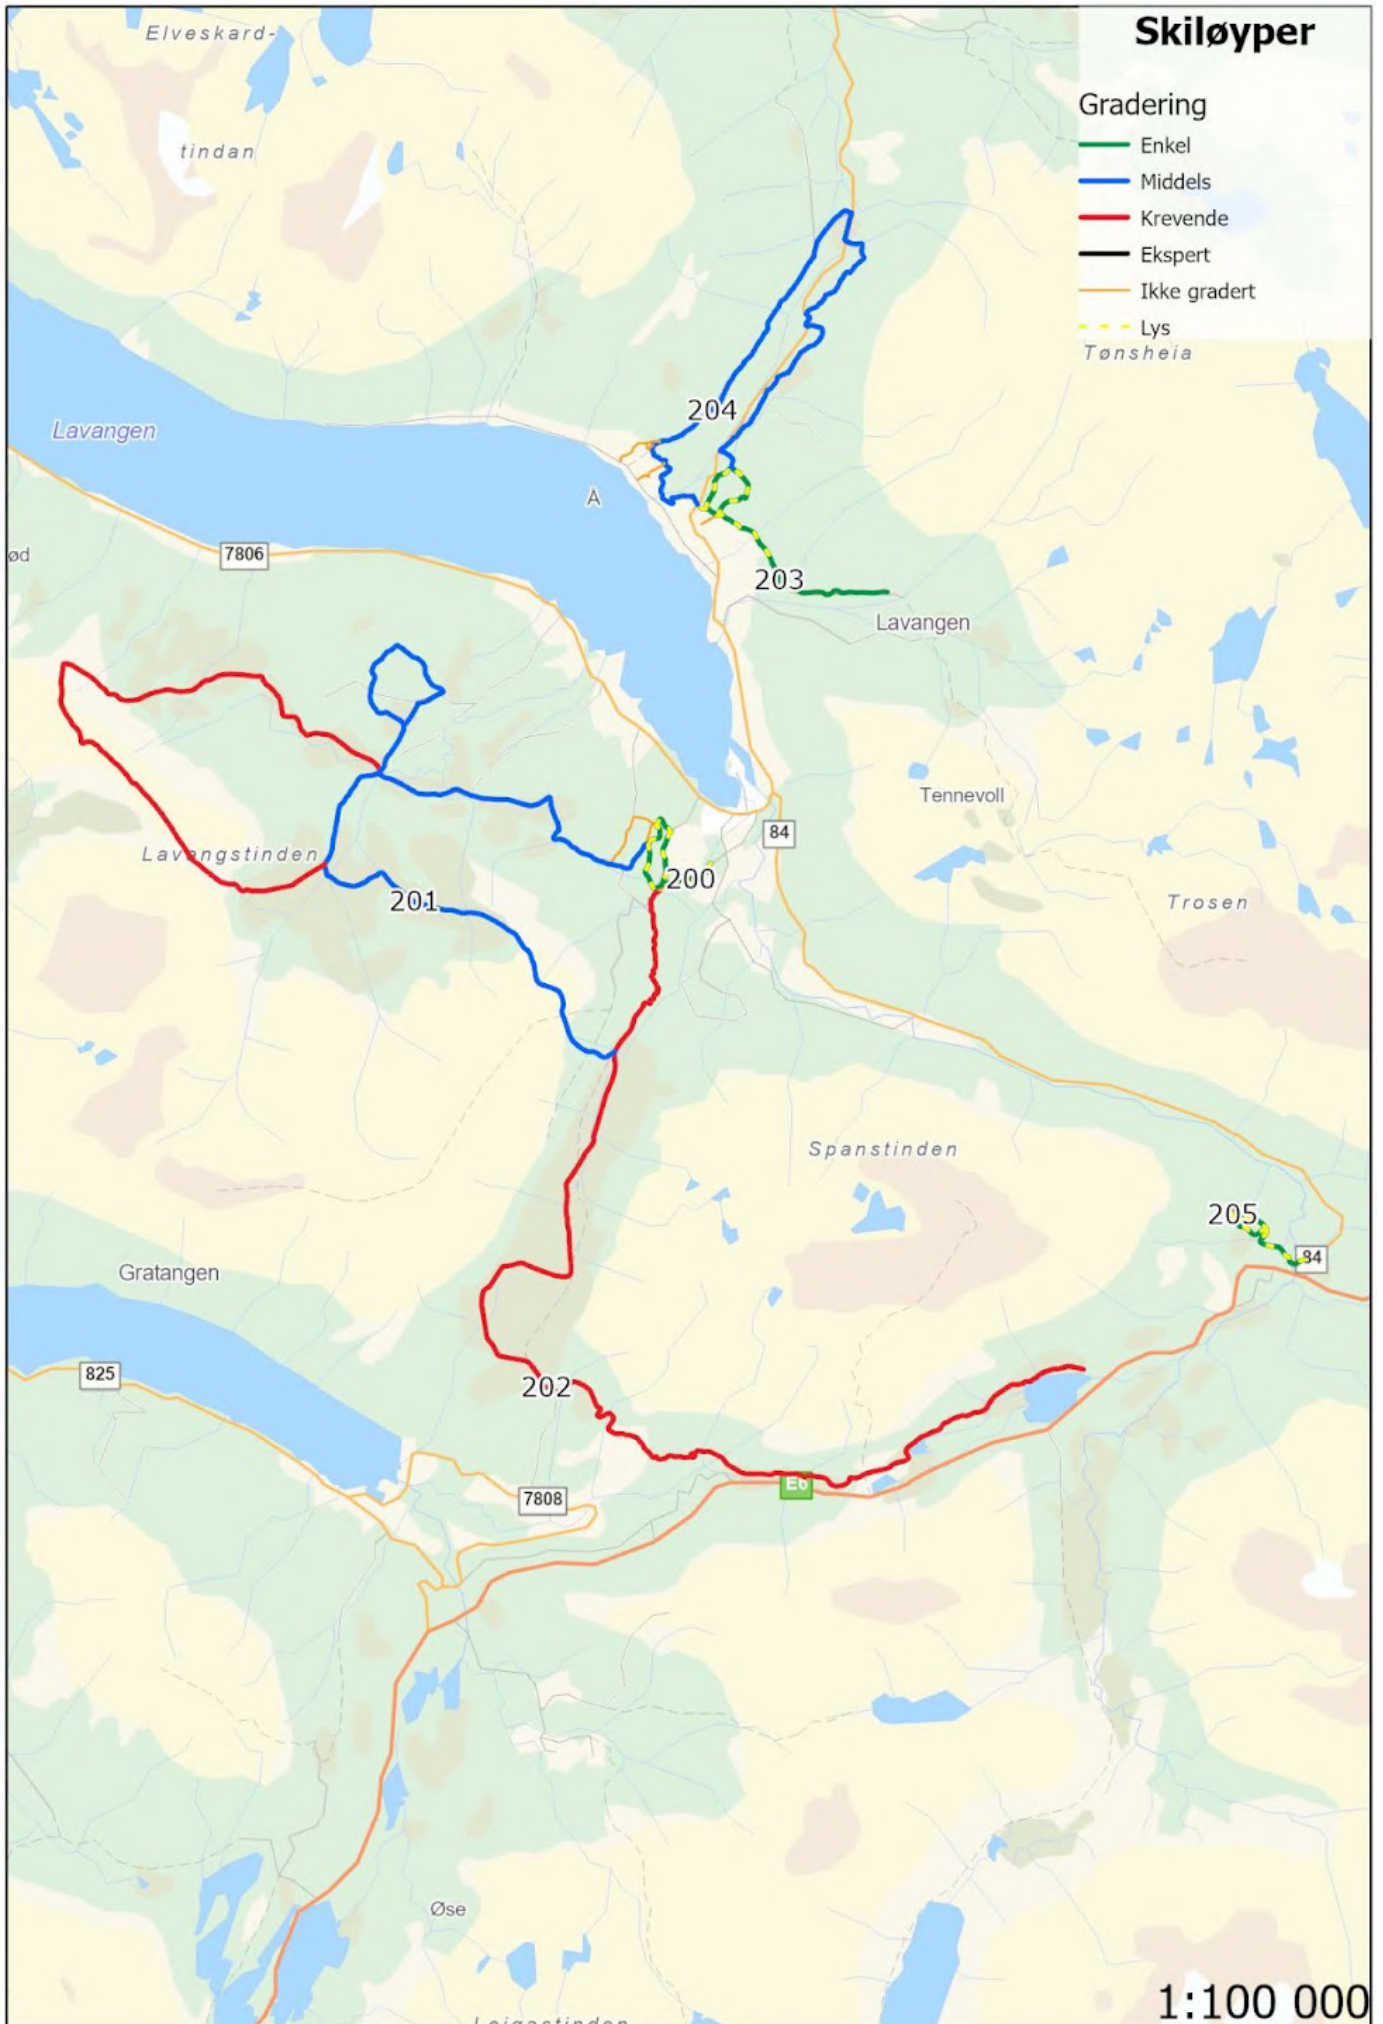 Skiløyper
Gradering
Enkel
Middels
Krevende
Ekspert
Ikke gradert
Lys
Elveskard-
tindan
Tønsheia
204
Lavangen
Å
ød
7806
203
Lavangen
Tennevoll
84
Lavangstinden
200
201
Trosen
Spanstinden
205
84
Gratangen
825
202
E6
7808
Øse
1:100 000